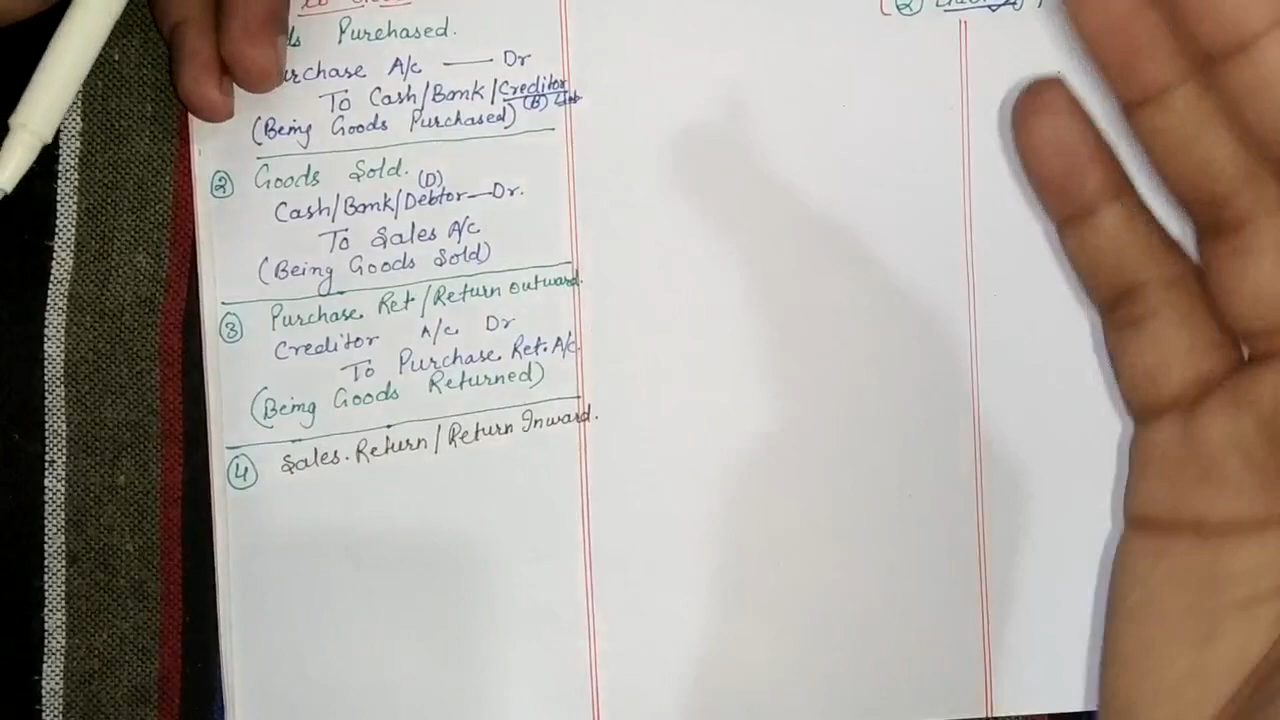 Purchased.
urchase A/c — Dr
To Cash/Bank/Creditor
(Being Goods Purchased)
② Goods Sold.
(D)
Cash/Bank/Debtor—Dr.
To Sales A/c
(Being Goods Sold)
③ Purchase Ret/Return outward.
Creditor A/c Dr
To Purchase Ret. A/c.
(Being Goods Returned)
④ Sales. Return/Return Inward.